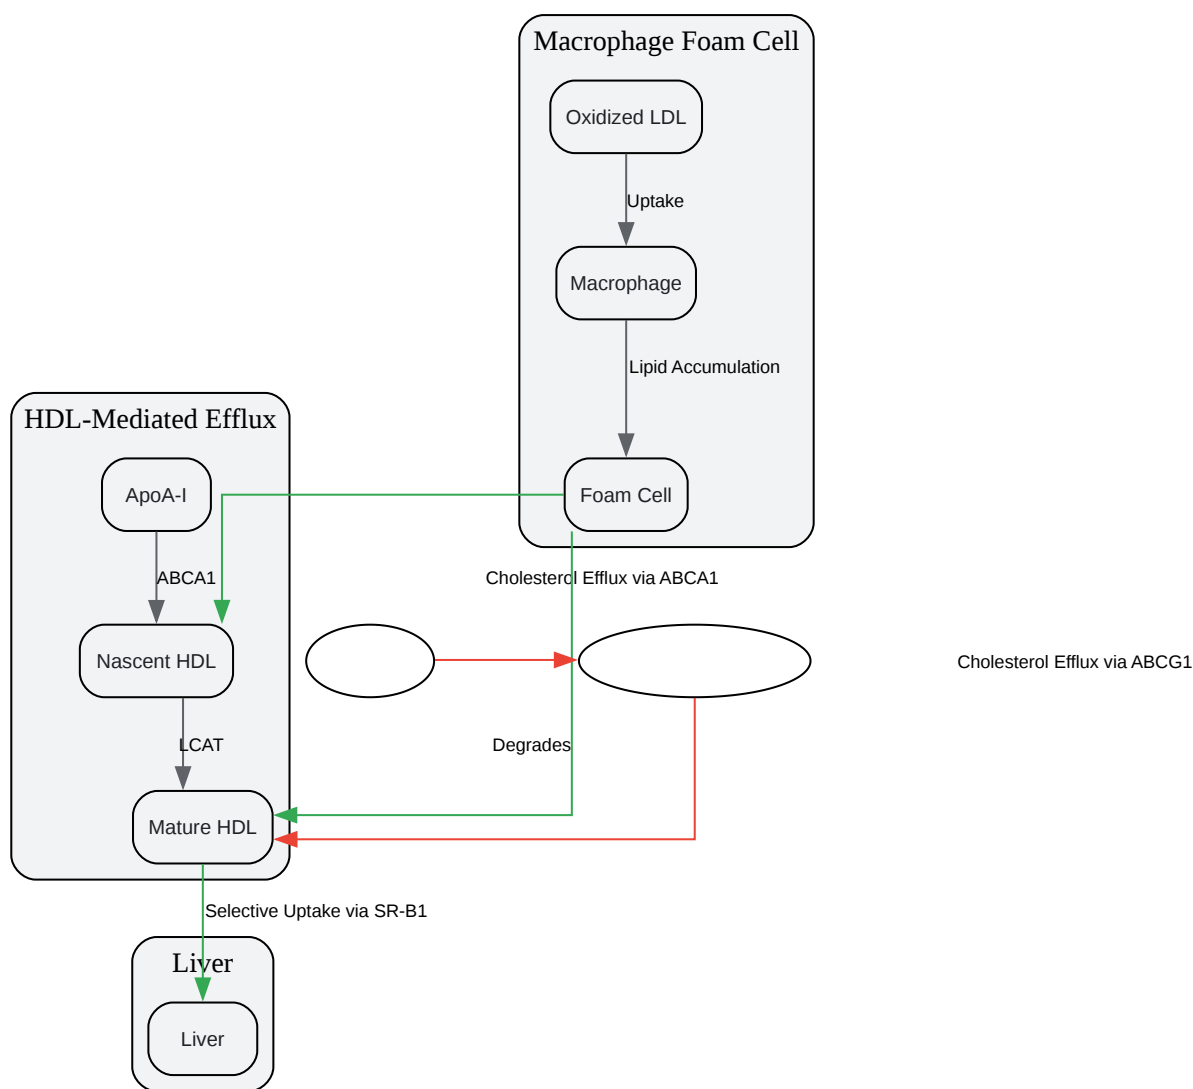 Macrophage Foam Cell
Oxidized LDL
Uptake
Macrophage
Lipid Accumulation
HDL-Mediated Efflux
ApoA-I
Foam Cell
ABCA1
Cholesterol Efflux via ABCA1
Nascent HDL
Cholesterol Efflux via ABCG1
LCAT
Degrades
Mature HDL
Selective Uptake via SR-B1
Liver
Liver